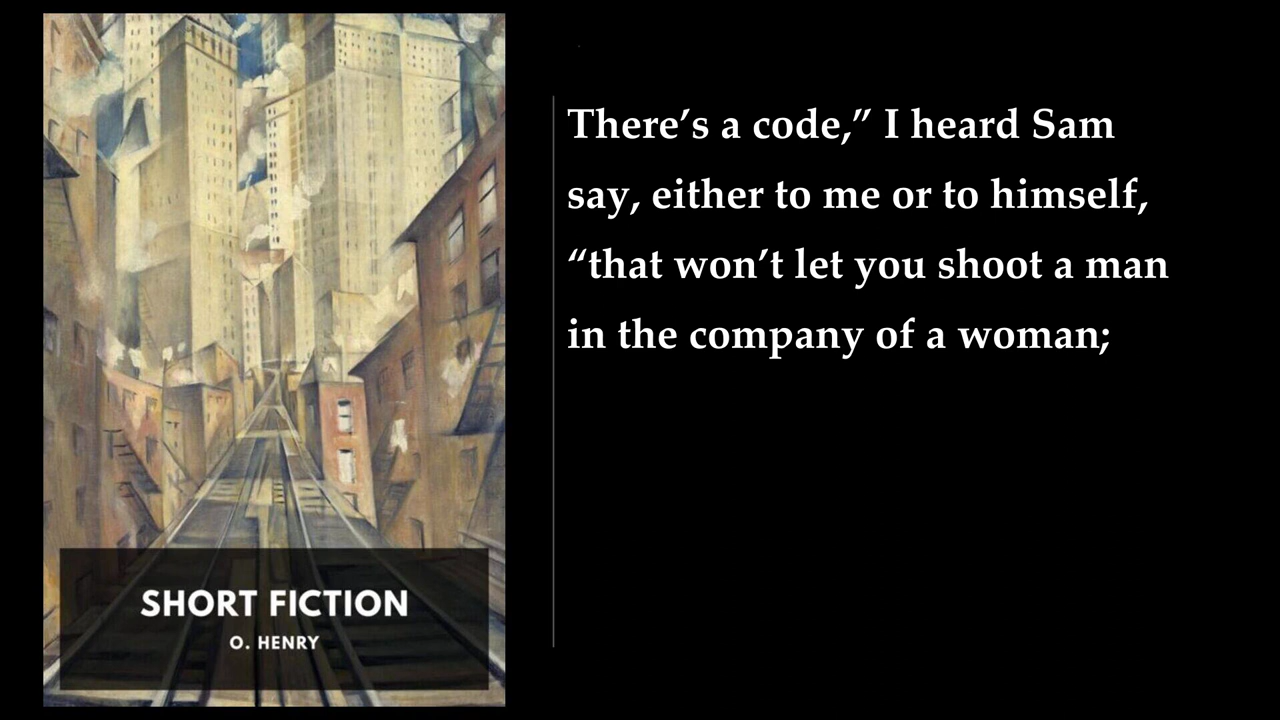 There’s a code,” I heard Sam
say, either to me or to himself,
“that won’t let you shoot a man
in the company of a woman;
SHORT FICTION
O. HENRY